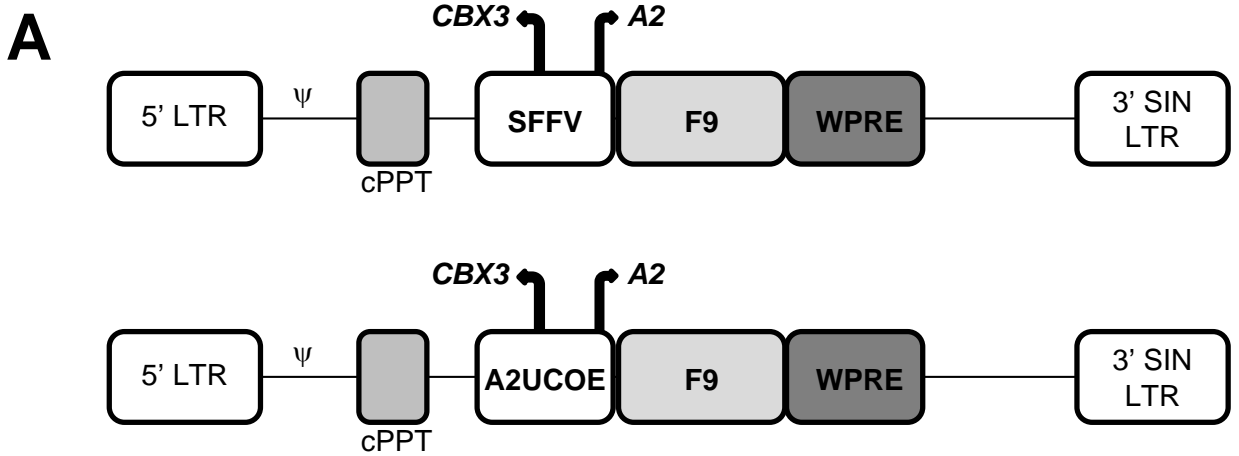 A
CBX3 A2
5' LTR ψ cPPT SFFV F9 WPRE 3' SIN LTR
CBX3 A2
5' LTR ψ cPPT A2UCOE F9 WPRE 3' SIN LTR